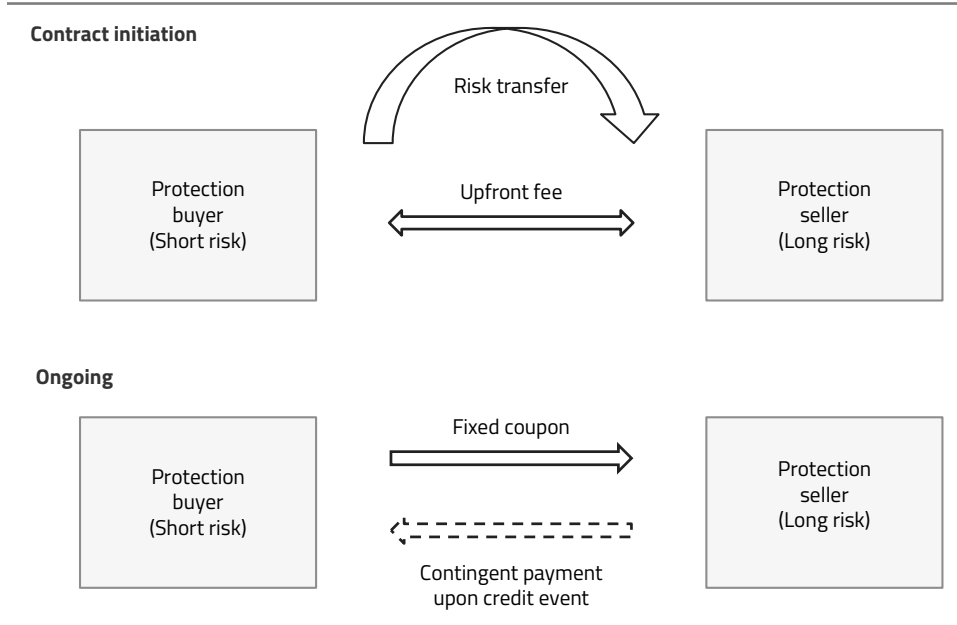 Contract initiation
Risk transfer
Protection
buyer
(Short risk)
Upfront fee
Protection
seller
(Long risk)
Ongoing
Protection
buyer
(Short risk)
Fixed coupon
Contingent payment
upon credit event
Protection
seller
(Long risk)